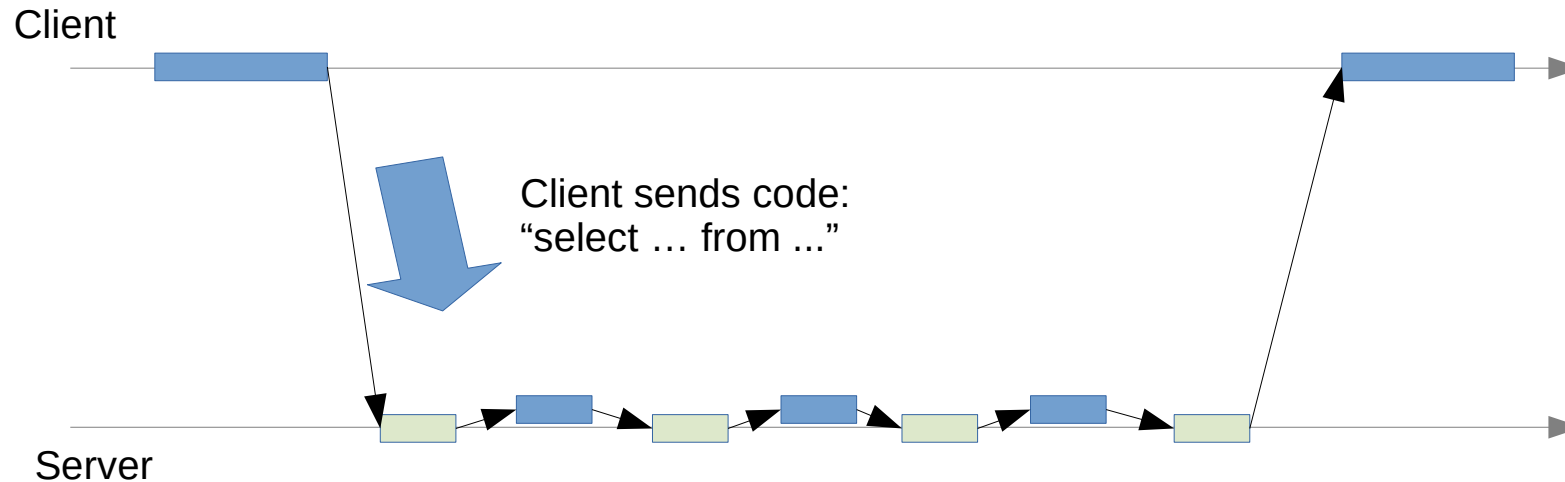 Client
Client sends code:
“select … from ...”
Server